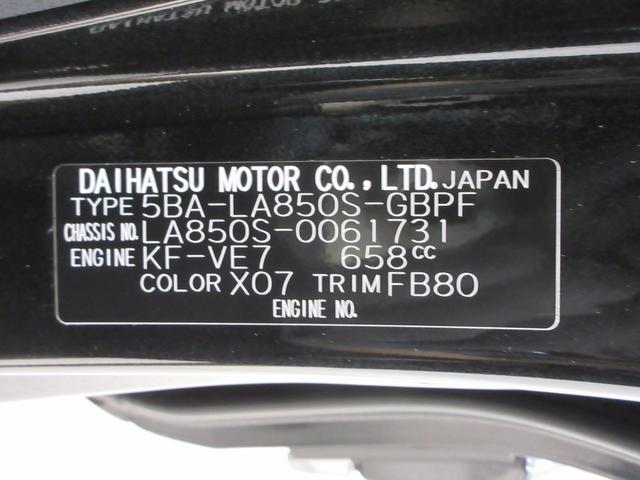 DAIHATSU MOTOR CO., LTD. JAPAN
TYPE 5BA-LA850S-GBPF
CHASSIS NO. LA850S-0061731
ENGINE KF-VE7 658cc
COLOR X07 TRIM FB80
ENGINE NO.